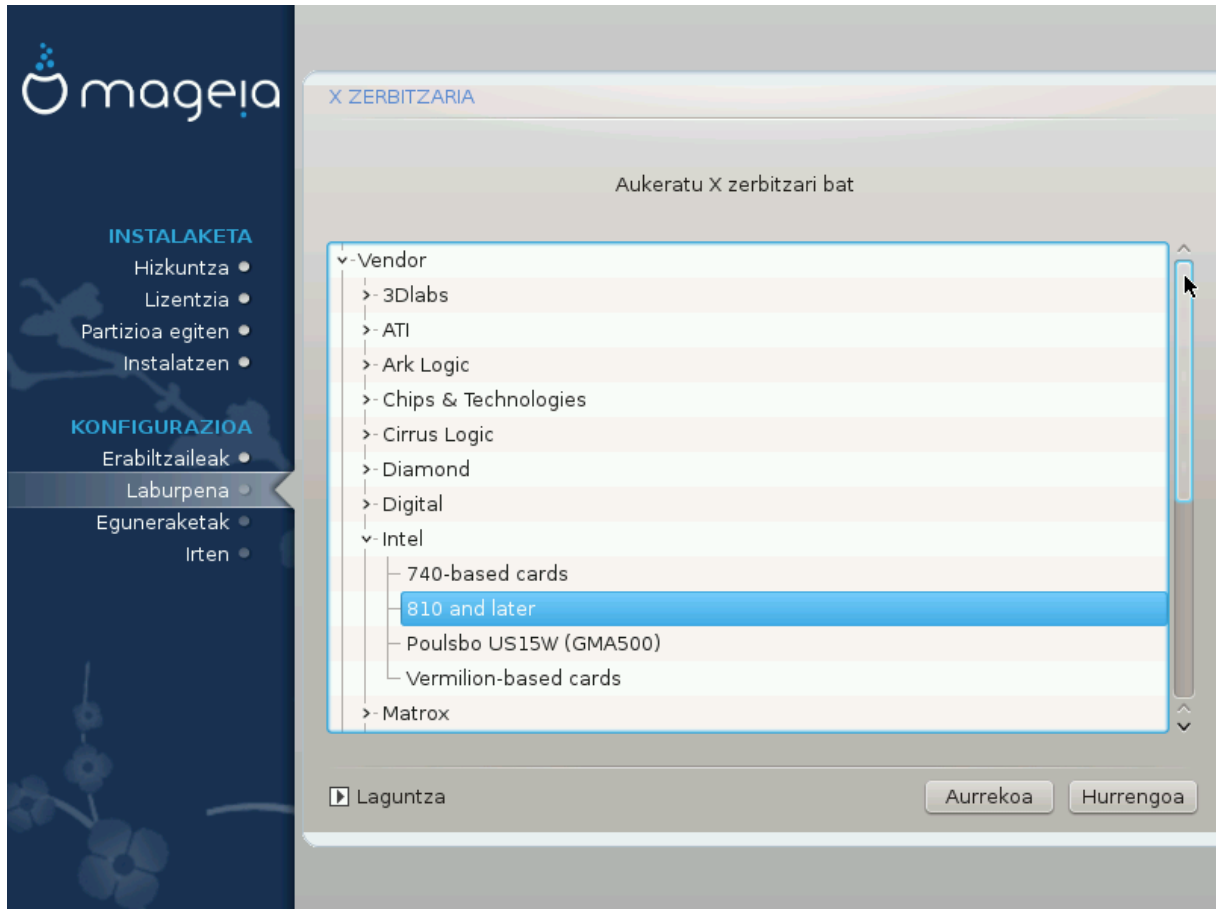 mageia
INSTALAKETA
Hizkuntza
Lizentzia
Partizioa egiten
Instalatzen
KONFIGURAZIOA
Erabiltzaileak
Laburpena
Eguneraketak
Irten
X ZERBITZARIA
Aukeratu X zerbitzari bat
Vendor
3Dlabs
ATI
Ark Logic
Chips & Technologies
Cirrus Logic
Diamond
Digital
Intel
740-based cards
810 and later
Poulsbo US15W (GMA500)
Vermilion-based cards
Matrox
Laguntza
Aurrekoa
Hurrengoa